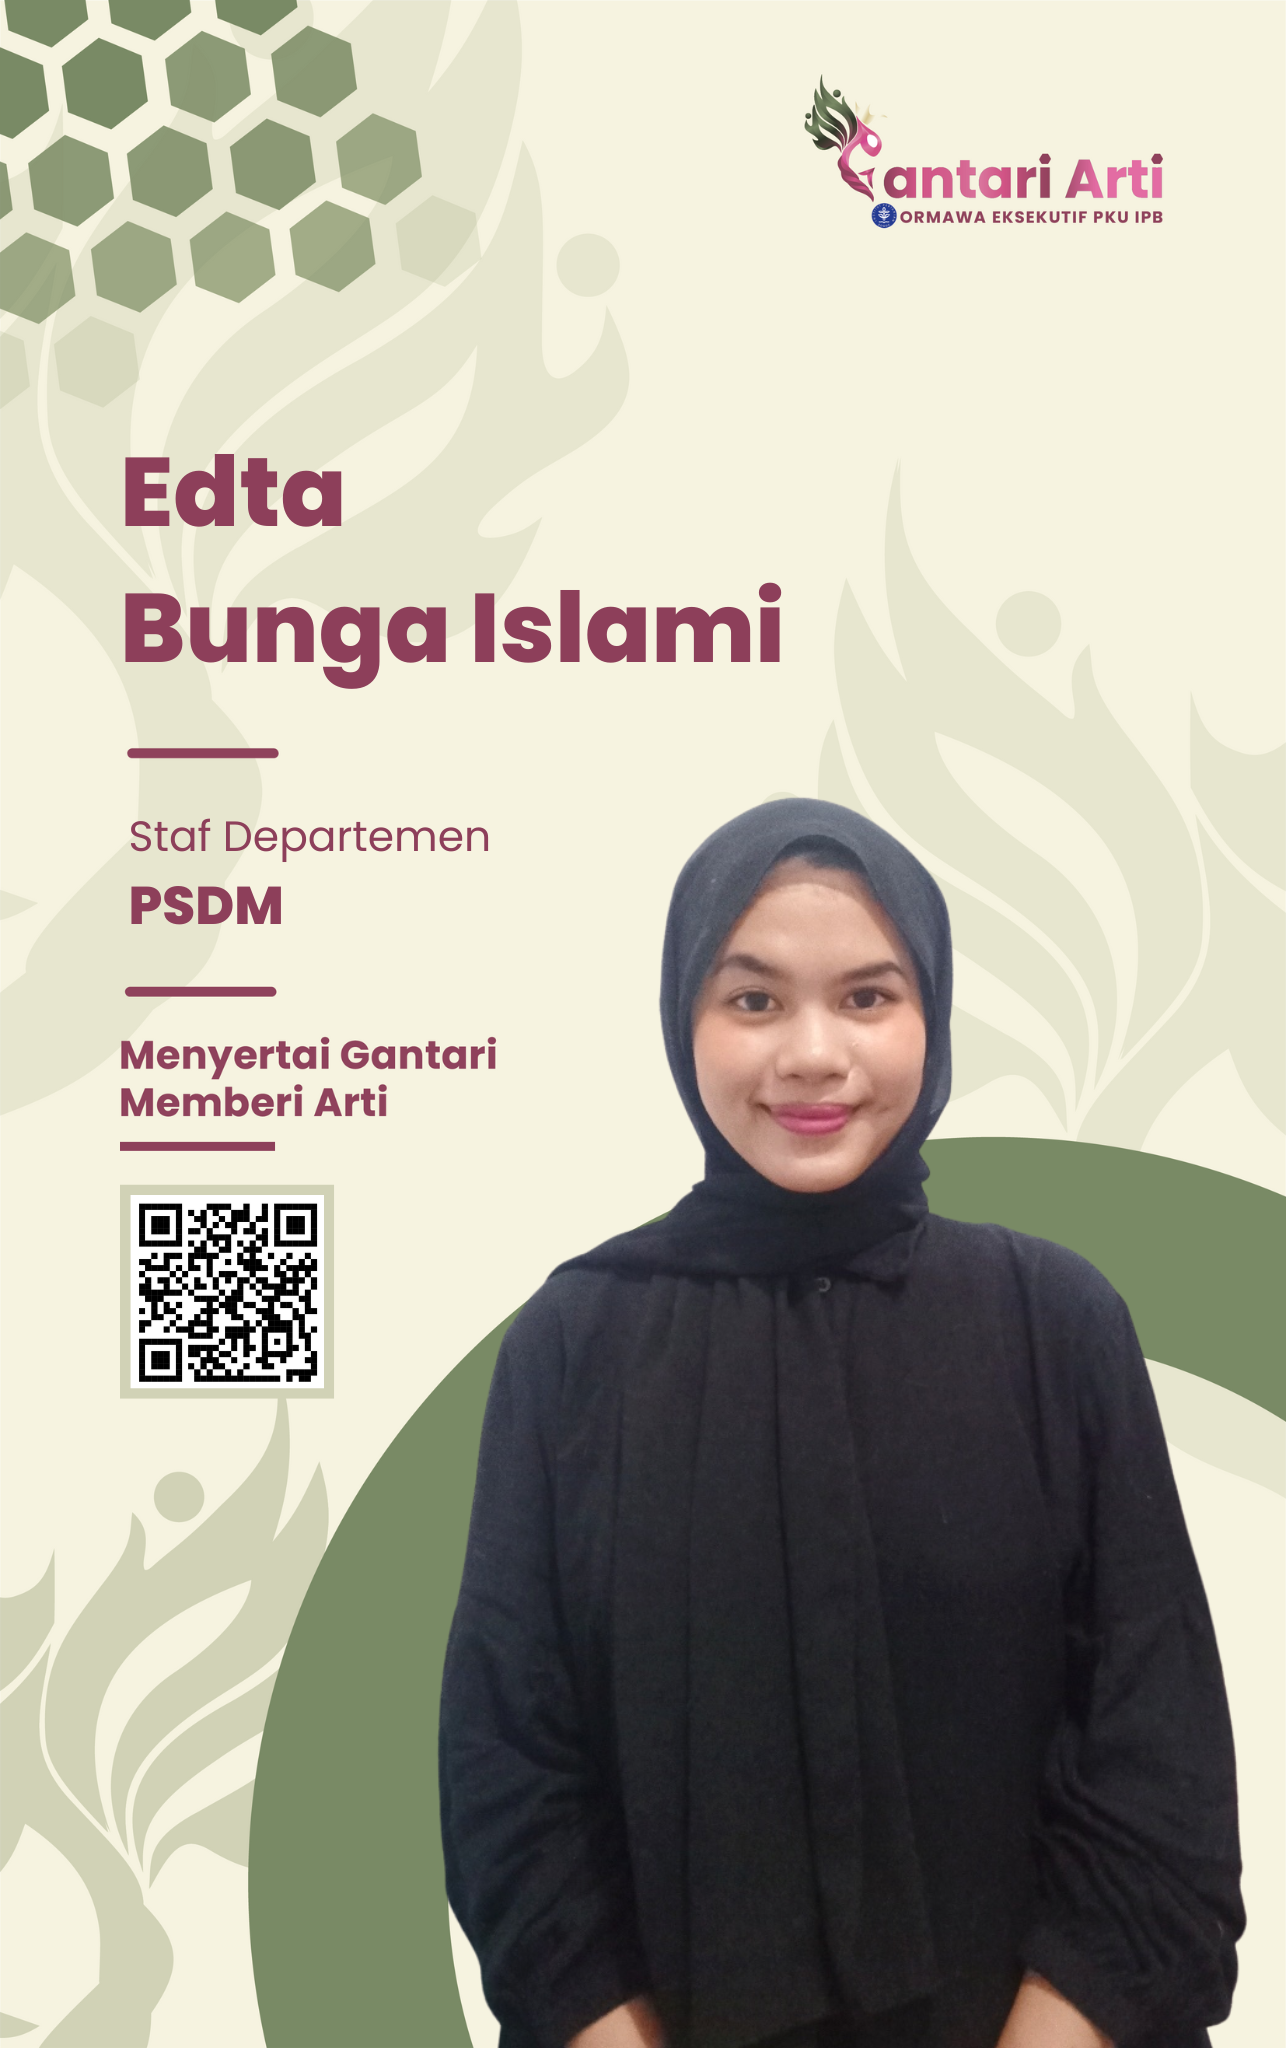 Gantari Arti
ORMAWA EKSEKUTIF PKU IPB
Edta
Bunga Islami
Staf Departemen
PSDM
Menyertai Gantari
Memberi Arti